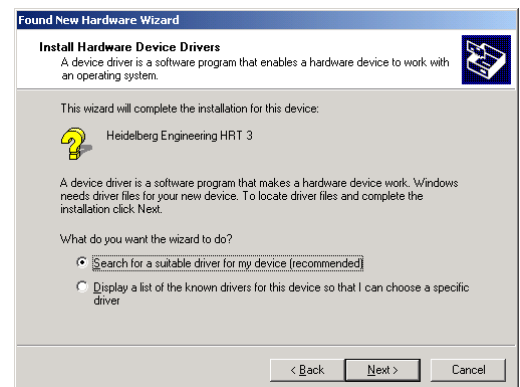 Found New Hardware Wizard
Install Hardware Device Drivers
A device driver is a software program that enables a hardware device to work with
an operating system.
This wizard will complete the installation for this device:
Heidelberg Engineering HRT 3
A device driver is a software program that makes a hardware device work. Windows
needs driver files for your new device. To locate driver files and complete the
installation click Next.
What do you want the wizard to do?
Search for a suitable driver for my device (recommended)
Display a list of the known drivers for this device so that I can choose a specific
driver
< Back Next > Cancel